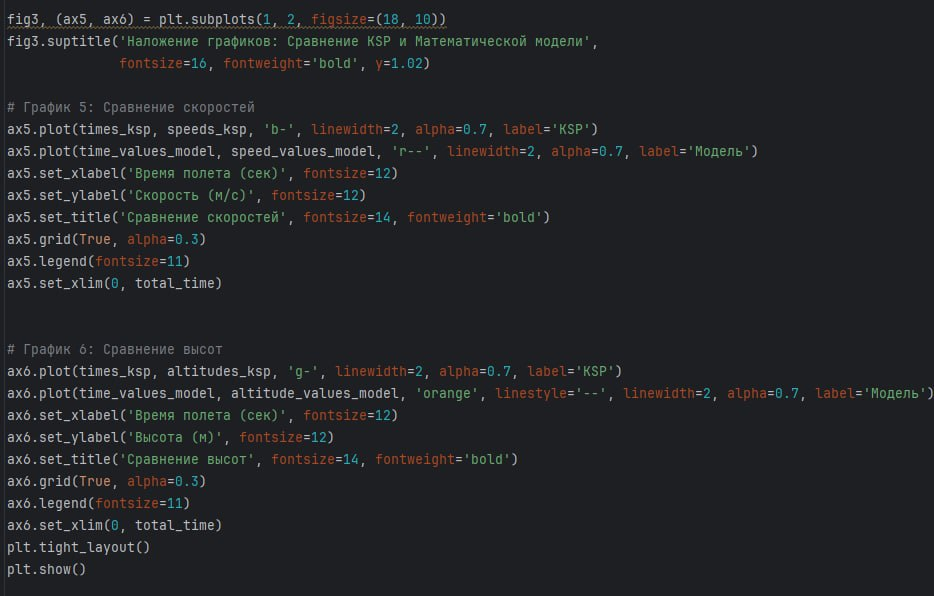 fig3, (ax5, ax6) = plt.subplots(1, 2, figsize=(18, 10))
fig3.suptitle('Наложение графиков: Сравнение KSP и Математической модели',
              fontsize=16, fontweight='bold', y=1.02)

# График 5: Сравнение скоростей
ax5.plot(times_ksp, speeds_ksp, 'b-', linewidth=2, alpha=0.7, label='KSP')
ax5.plot(time_values_model, speed_values_model, 'r--', linewidth=2, alpha=0.7, label='Модель')
ax5.set_xlabel('Время полета (сек)', fontsize=12)
ax5.set_ylabel('Скорость (м/с)', fontsize=12)
ax5.set_title('Сравнение скоростей', fontsize=14, fontweight='bold')
ax5.grid(True, alpha=0.3)
ax5.legend(fontsize=11)
ax5.set_xlim(0, total_time)

# График 6: Сравнение высот
ax6.plot(times_ksp, altitudes_ksp, 'g-', linewidth=2, alpha=0.7, label='KSP')
ax6.plot(time_values_model, altitude_values_model, 'orange', linestyle='--', linewidth=2, alpha=0.7, label='Модель')
ax6.set_xlabel('Время полета (сек)', fontsize=12)
ax6.set_ylabel('Высота (м)', fontsize=12)
ax6.set_title('Сравнение высот', fontsize=14, fontweight='bold')
ax6.grid(True, alpha=0.3)
ax6.legend(fontsize=11)
ax6.set_xlim(0, total_time)
plt.tight_layout()
plt.show()